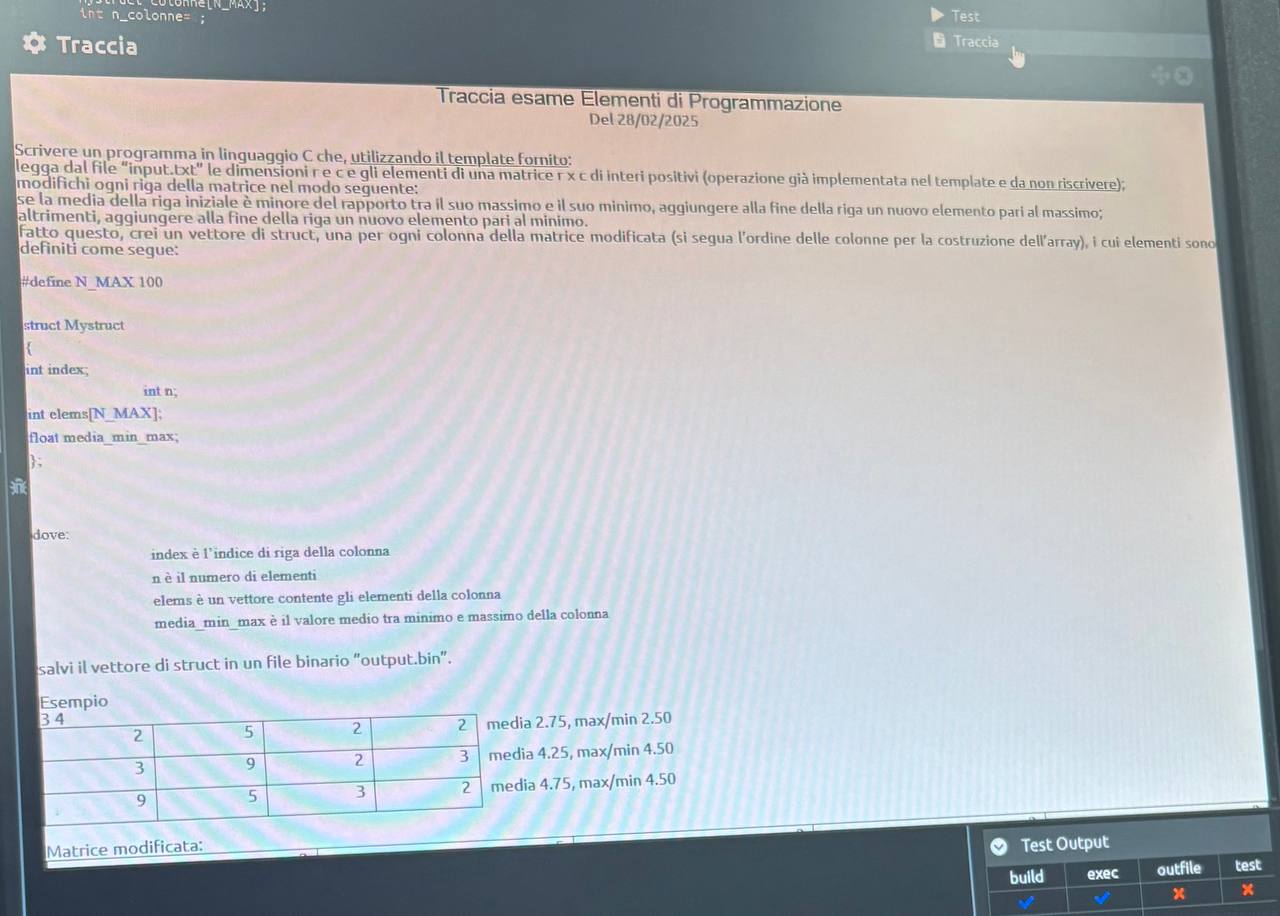 Mystruct colonne[N_MAX];
int n_colonne= ;
Test
Traccia
Traccia
Traccia esame Elementi di Programmazione
Del 28/02/2025
Scrivere un programma in linguaggio C che, utilizzando il template fornito:
legga dal file "input.txt" le dimensioni r e c e gli elementi di una matrice r x c di interi positivi (operazione già implementata nel template e da non riscrivere);
modifichi ogni riga della matrice nel modo seguente:
se la media della riga iniziale è minore del rapporto tra il suo massimo e il suo minimo, aggiungere alla fine della riga un nuovo elemento pari al massimo;
altrimenti, aggiungere alla fine della riga un nuovo elemento pari al minimo.
Fatto questo, crei un vettore di struct, una per ogni colonna della matrice modificata (si segua l'ordine delle colonne per la costruzione dell'array), i cui elementi sono
definiti come segue:
#define N_MAX 100
struct Mystruct
{
int index;
int n;
int elems[N_MAX];
float media_min_max;
};
dove:
index è l'indice di riga della colonna
n è il numero di elementi
elems è un vettore contente gli elementi della colonna
media_min_max è il valore medio tra minimo e massimo della colonna
salvi il vettore di struct in un file binario "output.bin".
Esempio
3 4
2 5 2 2 media 2.75, max/min 2.50
3 9 2 3 media 4.25, max/min 4.50
9 5 3 2 media 4.75, max/min 4.50
Matrice modificata:
Test Output
build exec outfile test